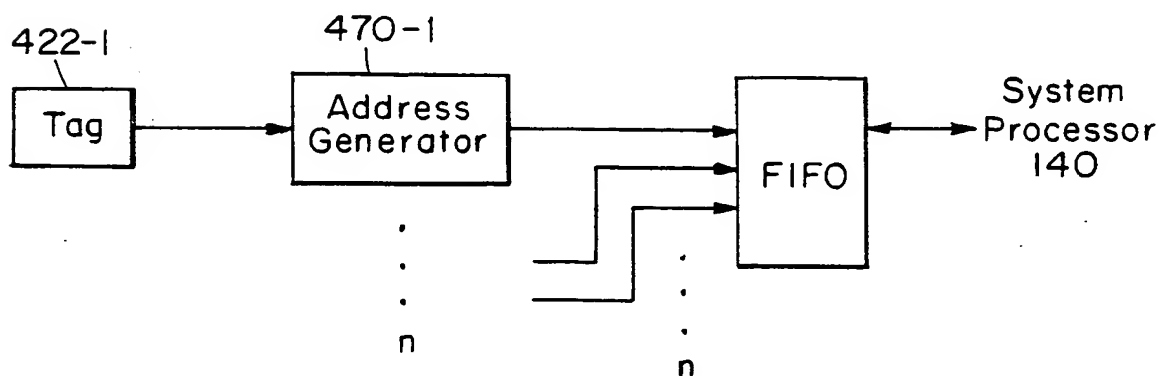 422-1
470-1
Tag
Address
Generator
FIFO
System
Processor
140
n
n